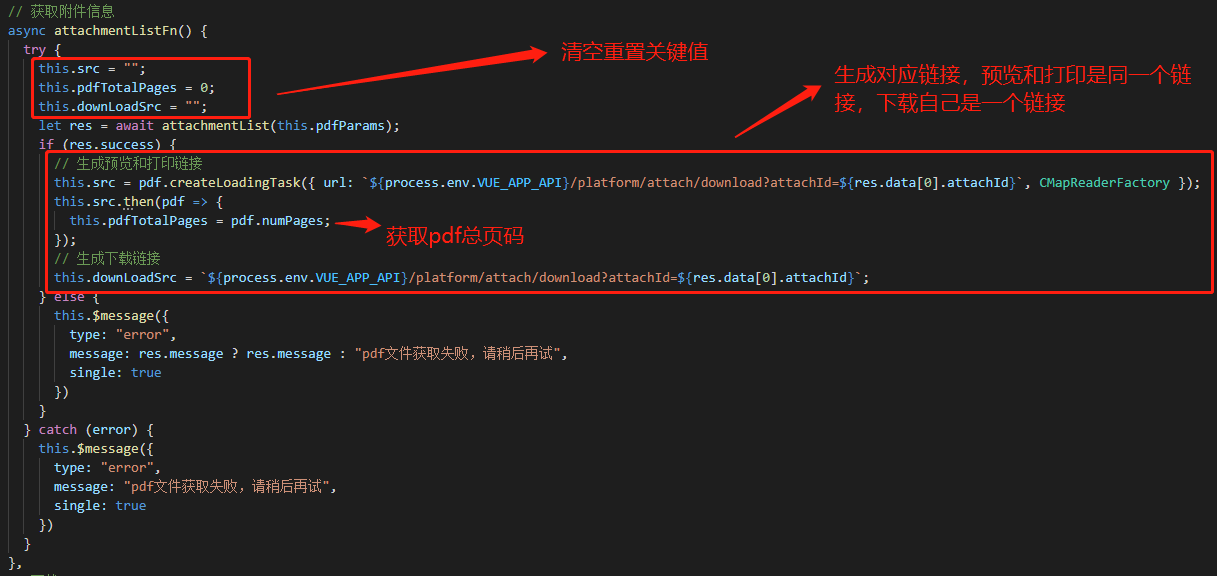 // 获取附件信息
async attachmentListFn() {
try {
this.src = "";
清空重置关键值
this.pdfTotalPages = 0;
生成对应链接，预览和打印是同一个链
this.downLoadSrc = "";
接，下载自己是一个链接
let res = await attachmentList(this.pdfParams);
if (res.success) {
// 生成预览和打印链接
this.src = pdf.createLoadingTask({ url: `${process.env.VUE_APP_API}/platform/attach/download?attachId=${res.data[0].attachId}`, CMapReaderFactory });
this.src.then(pdf => {
this.pdfTotalPages = pdf.numPages;
获取pdf总页码
});
// 生成下载链接
this.downLoadSrc = `${process.env.VUE_APP_API}/platform/attach/download?attachId=${res.data[0].attachId}`;
} else {
this.$message({
type: "error",
message: res.message ? res.message : "pdf文件获取失败，请稍后再试",
single: true
})
}
} catch (error) {
this.$message({
type: "error",
message: "pdf文件获取失败，请稍后再试",
single: true
})
}
},